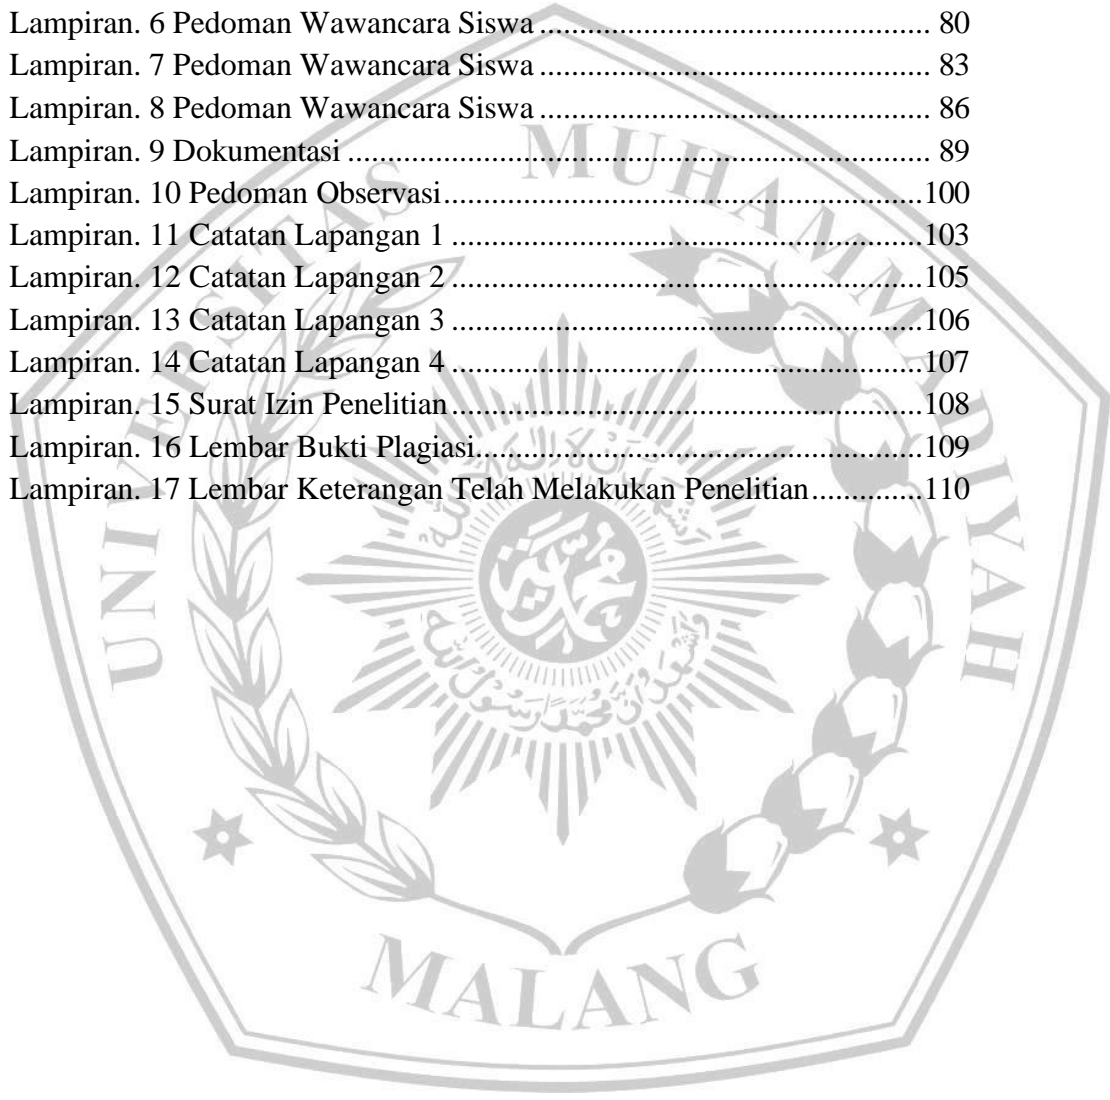 Lampiran. 6 Pedoman Wawancara Siswa ................................................. 80
Lampiran. 7 Pedoman Wawancara Siswa ................................................. 83
Lampiran. 8 Pedoman Wawancara Siswa ................................................. 86
Lampiran. 9 Dokumentasi ......................................................................... 89
Lampiran. 10 Pedoman Observasi............................................................100
Lampiran. 11 Catatan Lapangan 1 ...........................................................103
Lampiran. 12 Catatan Lapangan 2 ...........................................................105
Lampiran. 13 Catatan Lapangan 3 ...........................................................106
Lampiran. 14 Catatan Lapangan 4 ...........................................................107
Lampiran. 15 Surat Izin Penelitian...........................................................108
Lampiran. 16 Lembar Bukti Plagiasi........................................................109
Lampiran. 17 Lembar Keterangan Telah Melakukan Penelitian..............110
UNIVERSITAS MUHAMMADIYAH
MALANG